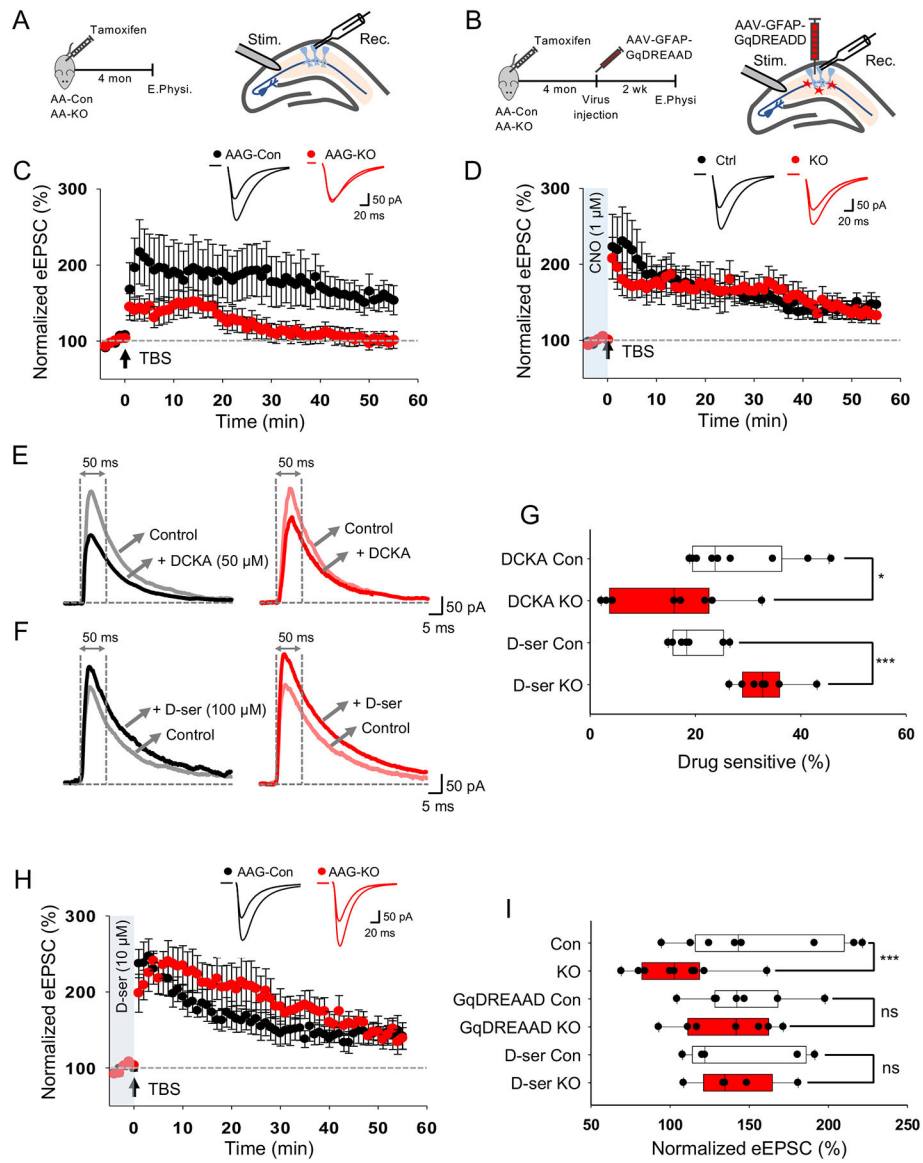 A
Tamoxifen
4 mon
E.Physi.
AA-Con
AA-KO
Stim.
Rec.
B
Tamoxifen
AAV-GFAP-
GqDREAAD
4 mon
2 wk
Virus
injection
E.Physi
AA-Con
AA-KO
AAV-GFAP-
GqDREADD
Stim.
Rec.
C
AAG-Con
AAG-KO
50 pA
20 ms
Normalized eEPSC (%)
300
200
100
TBS
0 10 20 30 40 50 60
Time (min)
D
Ctrl
KO
50 pA
20 ms
CNO (1 µM)
Normalized eEPSC (%)
300
200
100
TBS
0 10 20 30 40 50 60
Time (min)
E
50 ms
Control
+ DCKA (50 µM)
50 ms
Control
+ DCKA
50 pA
5 ms
F
50 ms
+ D-ser (100 µM)
Control
50 ms
+ D-ser
Control
50 pA
5 ms
G
DCKA Con
DCKA KO
D-ser Con
D-ser KO
*
***
0 20 40 60
Drug sensitive (%)
H
AAG-Con
AAG-KO
50 pA
20 ms
D-ser (10 µM)
Normalized eEPSC (%)
300
200
100
TBS
0 10 20 30 40 50 60
Time (min)
I
Con
KO
GqDREAAD Con
GqDREAAD KO
D-ser Con
D-ser KO
***
ns
ns
50 100 150 200 250
Normalized eEPSC (%)